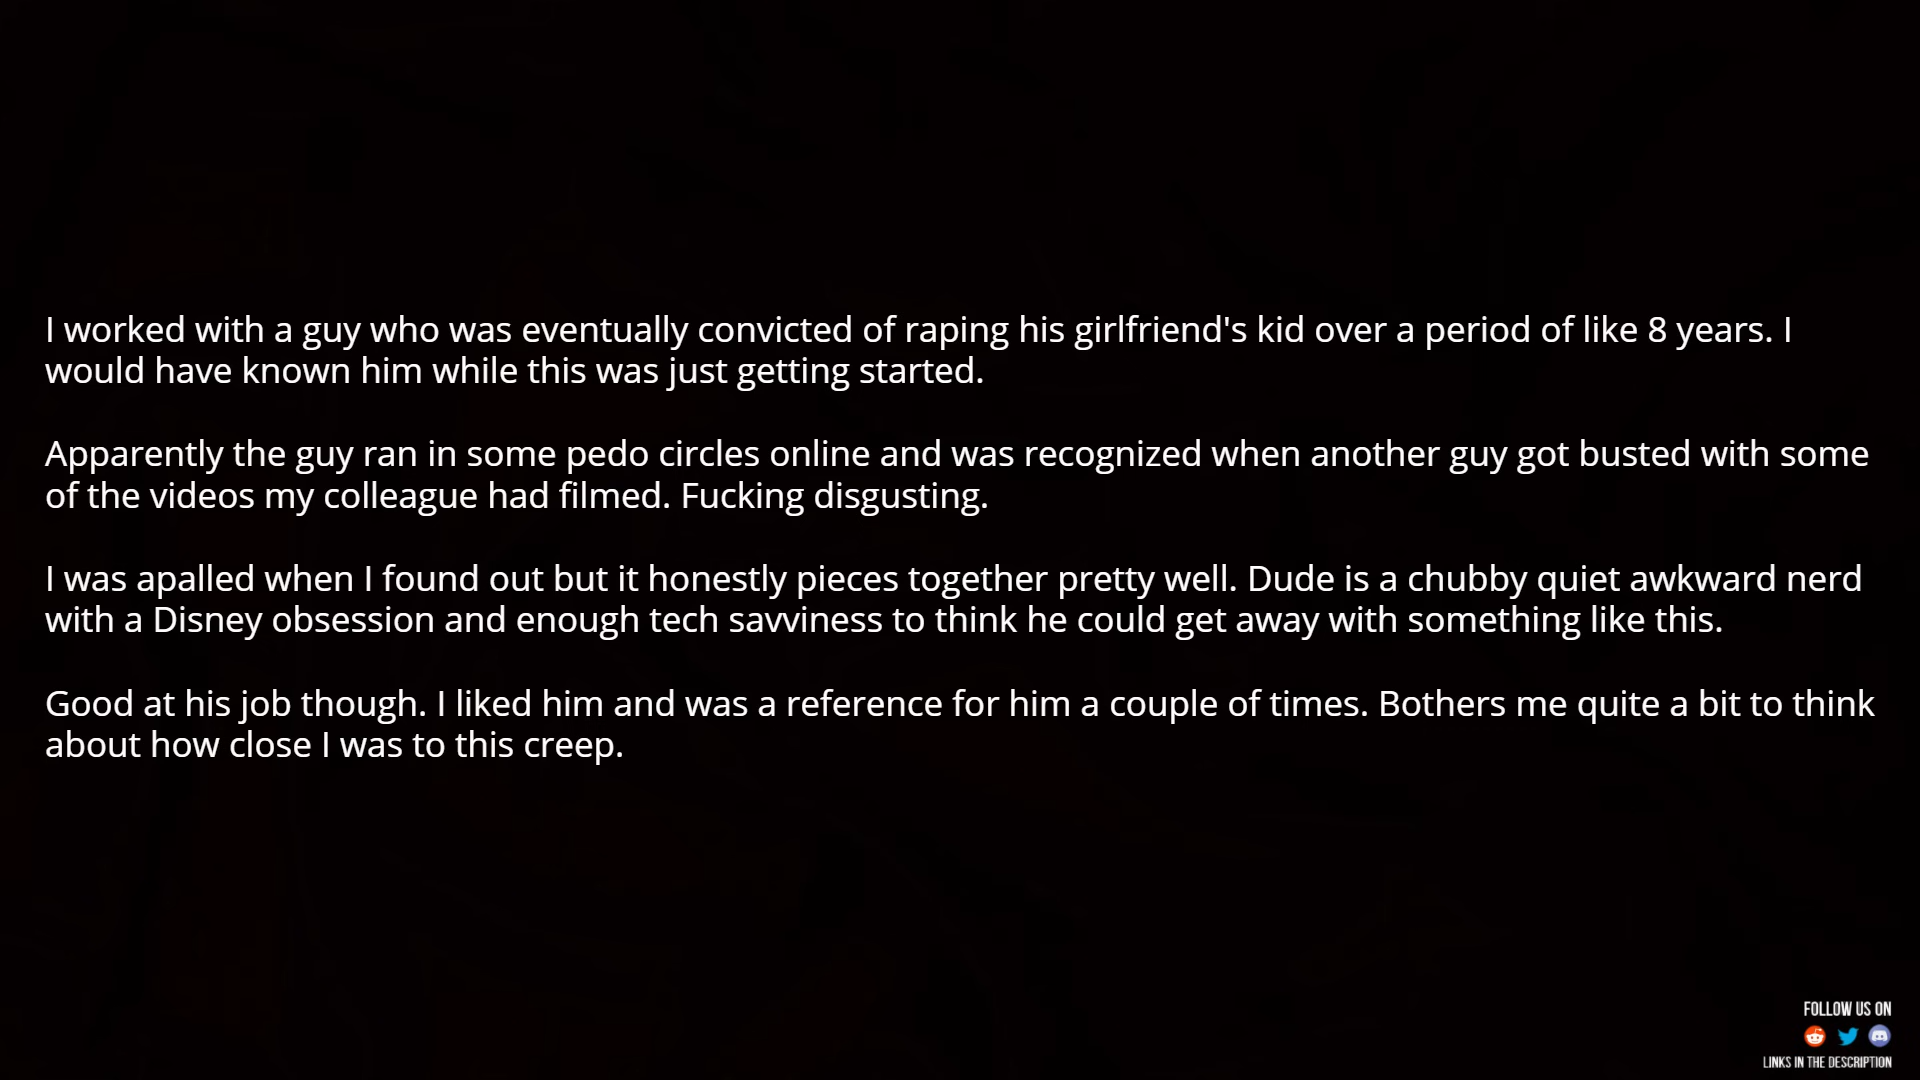 I worked with a guy who was eventually convicted of raping his girlfriend's kid over a period of like 8 years. I
would have known him while this was just getting started.
Apparently the guy ran in some pedo circles online and was recognized when another guy got busted with some
of the videos my colleague had filmed. Fucking disgusting.
I was apalled when I found out but it honestly pieces together pretty well. Dude is a chubby quiet awkward nerd
with a Disney obsession and enough tech savviness to think he could get away with something like this.
Good at his job though. I liked him and was a reference for him a couple of times. Bothers me quite a bit to think
about how close I was to this creep.
FOLLOW US ON
LINKS IN THE DESCRIPTION